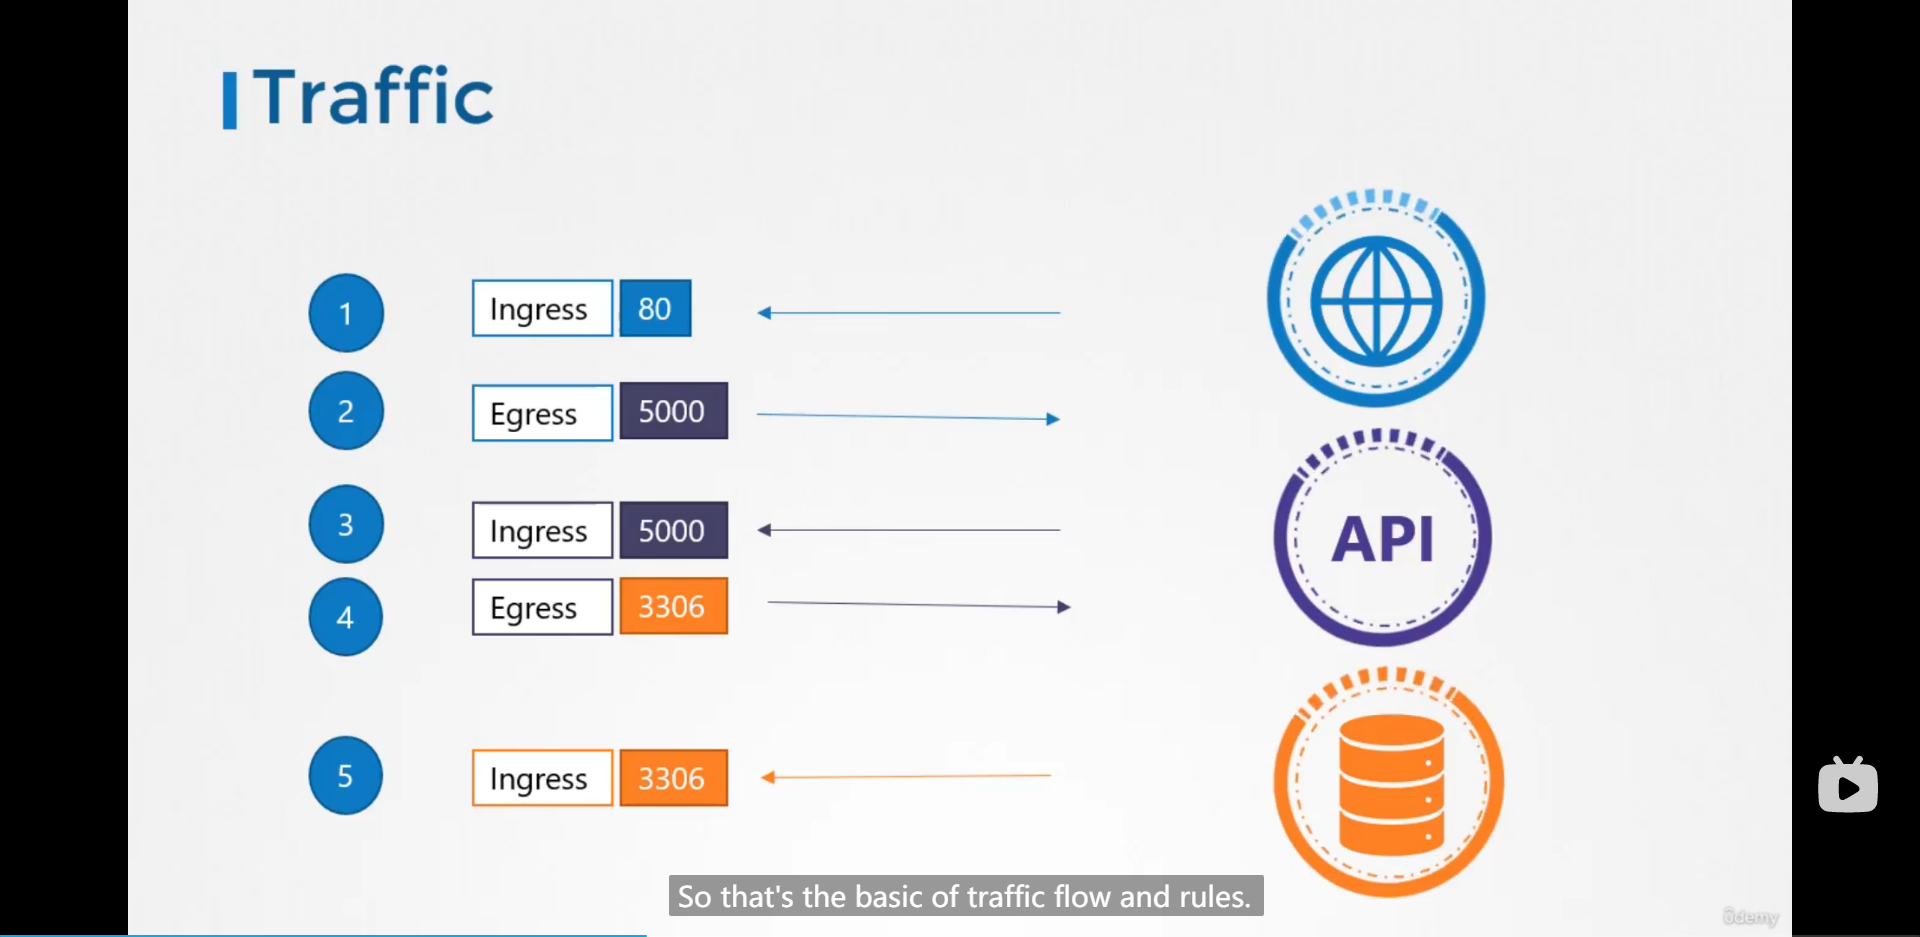 Traffic
1 Ingress 80
2 Egress 5000
3 Ingress 5000
API
4 Egress 3306
5 Ingress 3306
So that's the basic of traffic flow and rules.
ûdemy